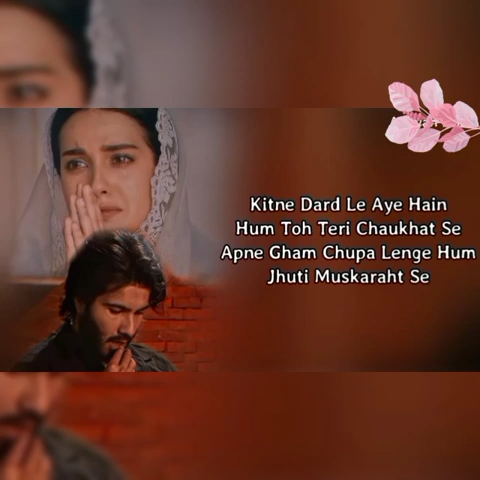 Kitne Dard Le Aye Hain
Hum Toh Teri Chaukhat Se
Apne Gham Chupa Lenge Hum
Jhuti Muskaraht Se